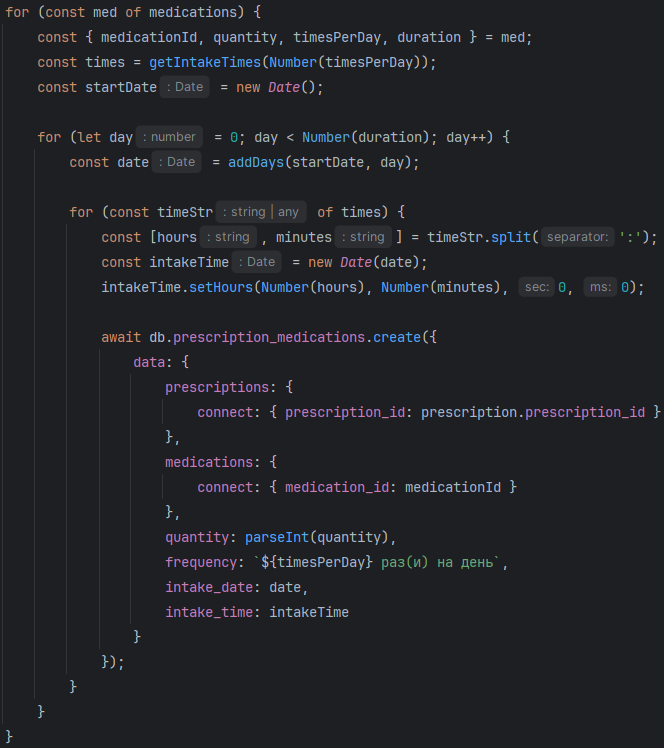 for (const med of medications) {
const { medicationId, quantity, timesPerDay, duration } = med;
const times = getIntakeTimes(Number(timesPerDay));
const startDate : Date = new Date();
for (let day : number = 0; day < Number(duration); day++) {
const date : Date = addDays(startDate, day);
for (const timeStr : string | any of times) {
const [hours : string , minutes : string ] = timeStr.split( separator: ':');
const intakeTime : Date = new Date(date);
intakeTime.setHours(Number(hours), Number(minutes), sec: 0, ms: 0);
await db.prescription_medications.create({
data: {
prescriptions: {
connect: { prescription_id: prescription.prescription_id }
},
medications: {
connect: { medication_id: medicationId }
},
quantity: parseInt(quantity),
frequency: `${timesPerDay} раз(и) на день`,
intake_date: date,
intake_time: intakeTime
}
});
}
}
}